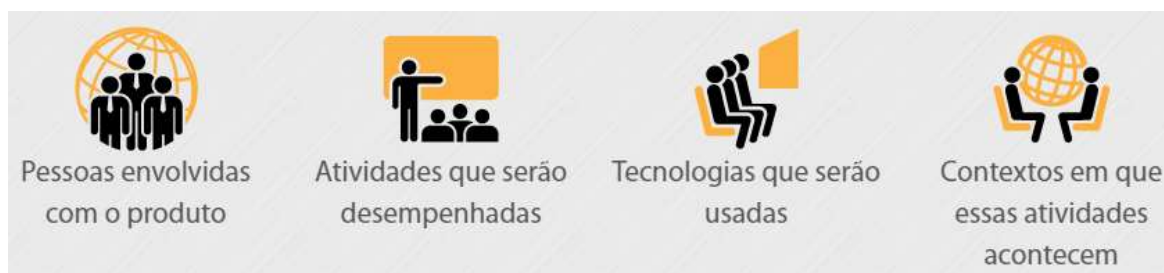 Pessoas envolvidas
com o produto
Atividades que serão
desempenhadas
Tecnologias que serão
usadas
Contextos em que
essas atividades
acontecem